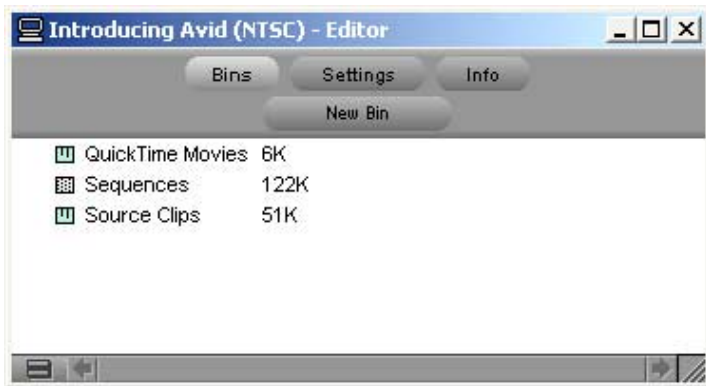 Introducing Avid (NTSC) - Editor
Bins Settings Info
New Bin
QuickTime Movies 6K
Sequences 122K
Source Clips 51K